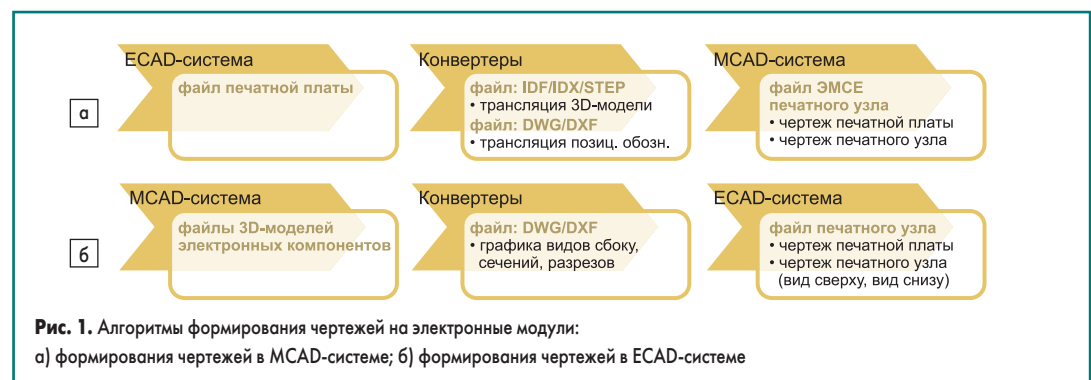 ECAD-система
файл печатной платы
Конвертеры
файл: IDF/IDX/STEP
• трансляция 3D-модели
файл: DWG/DXF
• трансляция позиц. обозн.
MCAD-система
файл ЭМСЕ
печатного узла
• чертеж печатной платы
• чертеж печатного узла
а
MCAD-система
файлы 3D-моделей
электронных компонентов
Конвертеры
файл: DWG/DXF
• графика видов сбоку,
сечений, разрезов
ECAD-система
файл печатного узла
• чертеж печатной платы
• чертеж печатного узла
(вид сверху, вид снизу)
б
Рис. 1. Алгоритмы формирования чертежей на электронные модули:
а) формирования чертежей в MCAD-системе; б) формирования чертежей в ECAD-системе